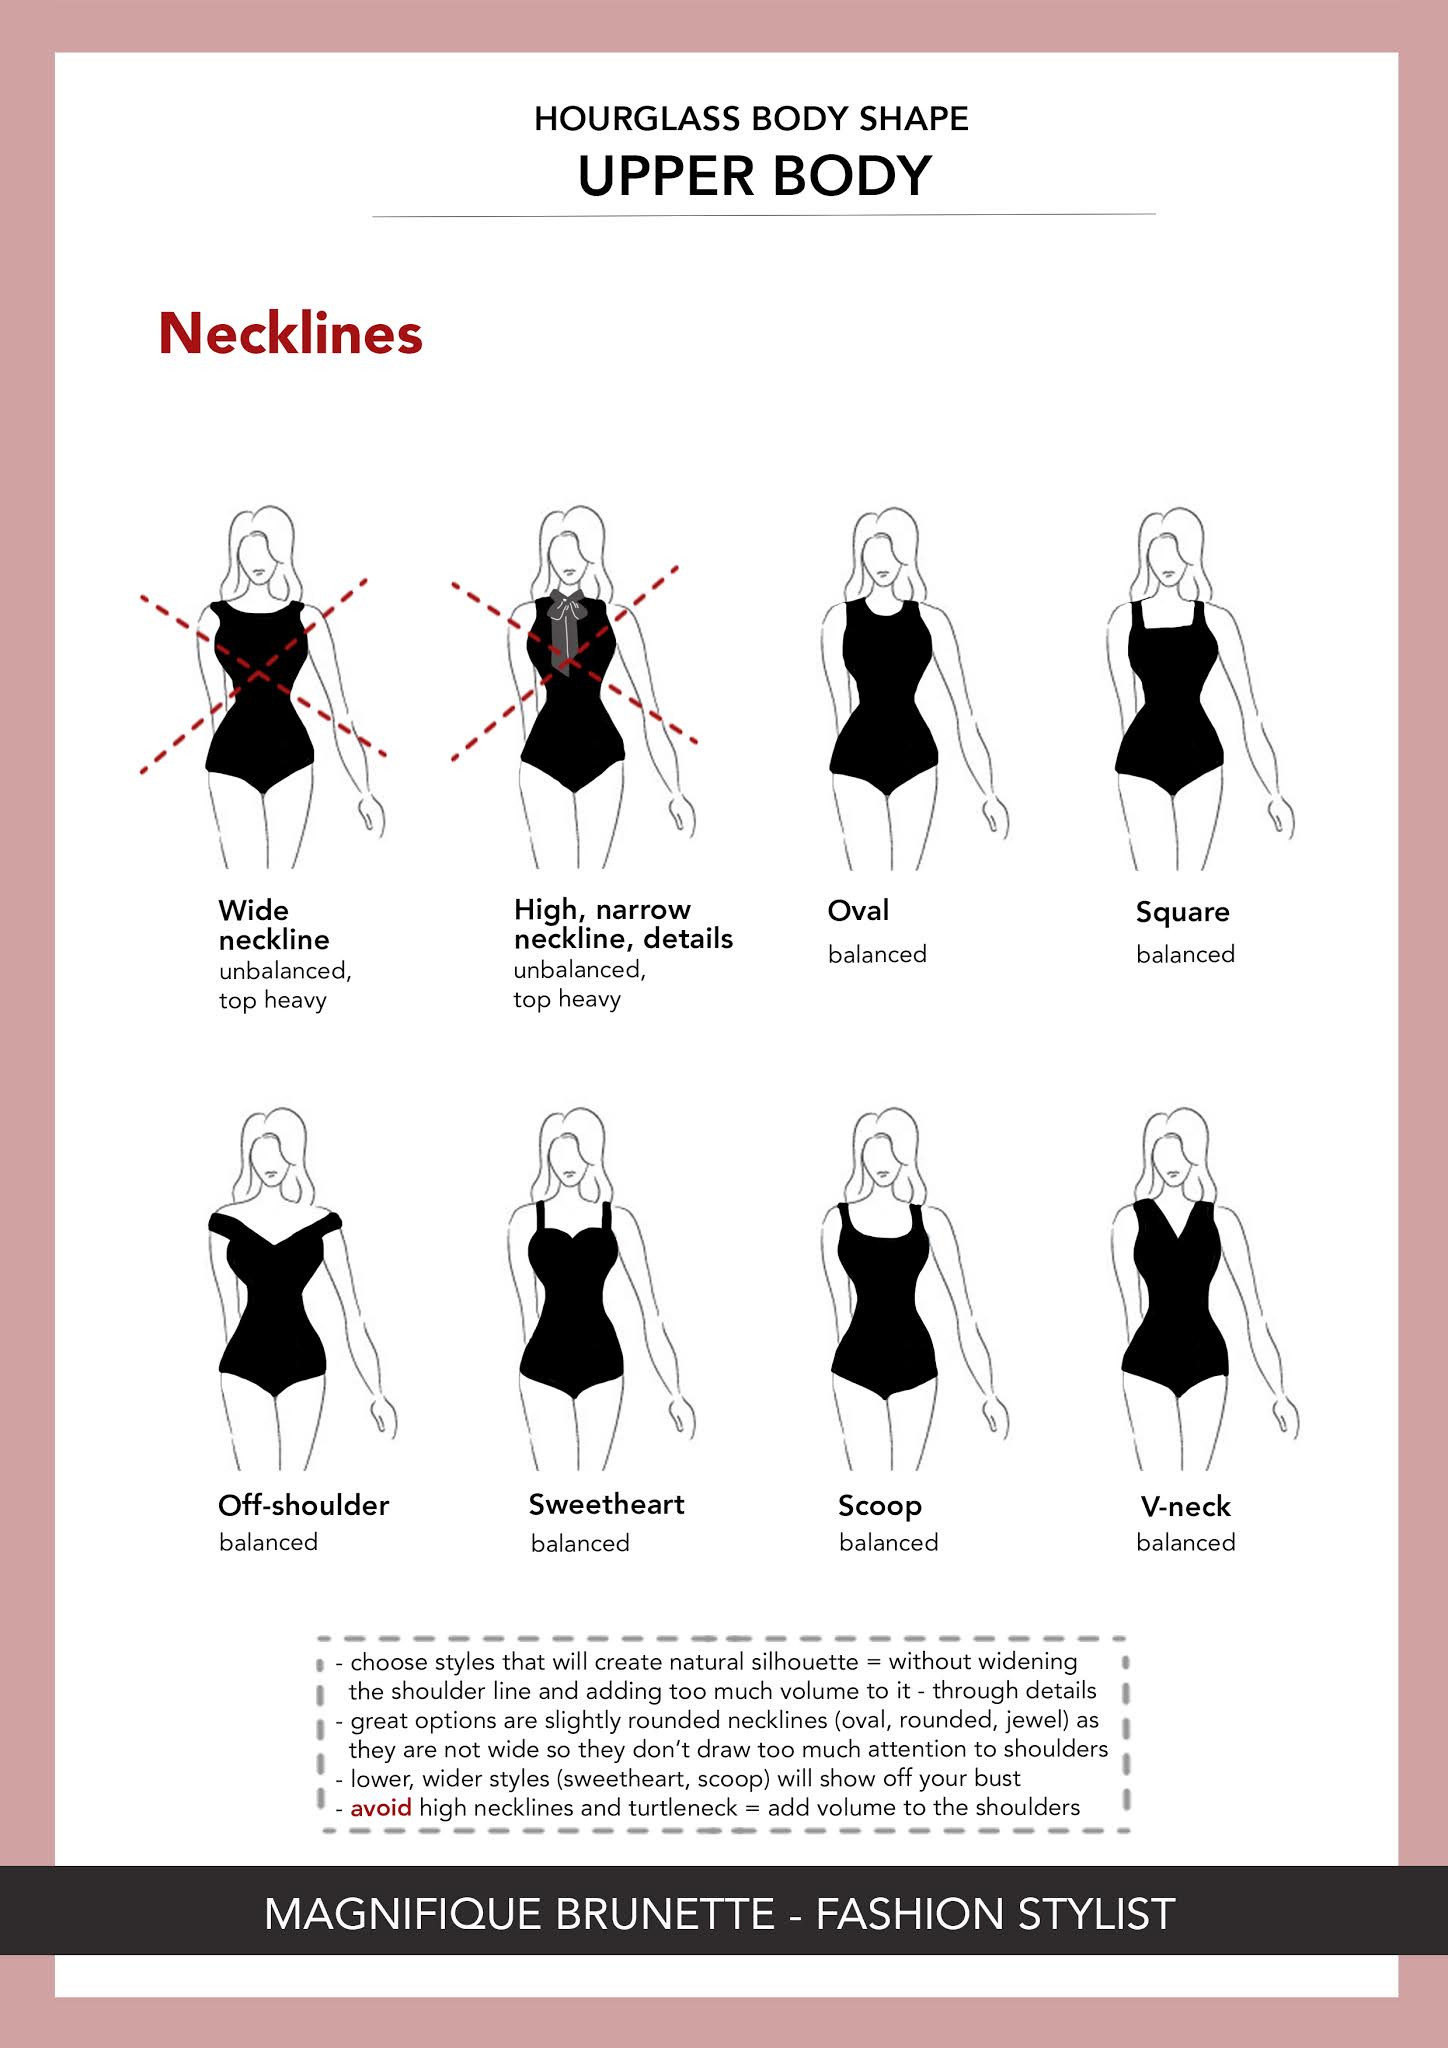 HOURGLASS BODY SHAPE
UPPER BODY
Necklines
Wide
neckline
unbalanced,
top heavy
High, narrow
neckline, details
unbalanced,
top heavy
Oval
balanced
Square
balanced
Off-shoulder
balanced
Sweetheart
balanced
Scoop
balanced
V-neck
balanced
- choose styles that will create natural silhouette = without widening
the shoulder line and adding too much volume to it - through details
- great options are slightly rounded necklines (oval, rounded, jewel) as
they are not wide so they don't draw too much attention to shoulders
- lower, wider styles (sweetheart, scoop) will show off your bust
- avoid high necklines and turtleneck = add volume to the shoulders
MAGNIFIQUE BRUNETTE - FASHION STYLIST